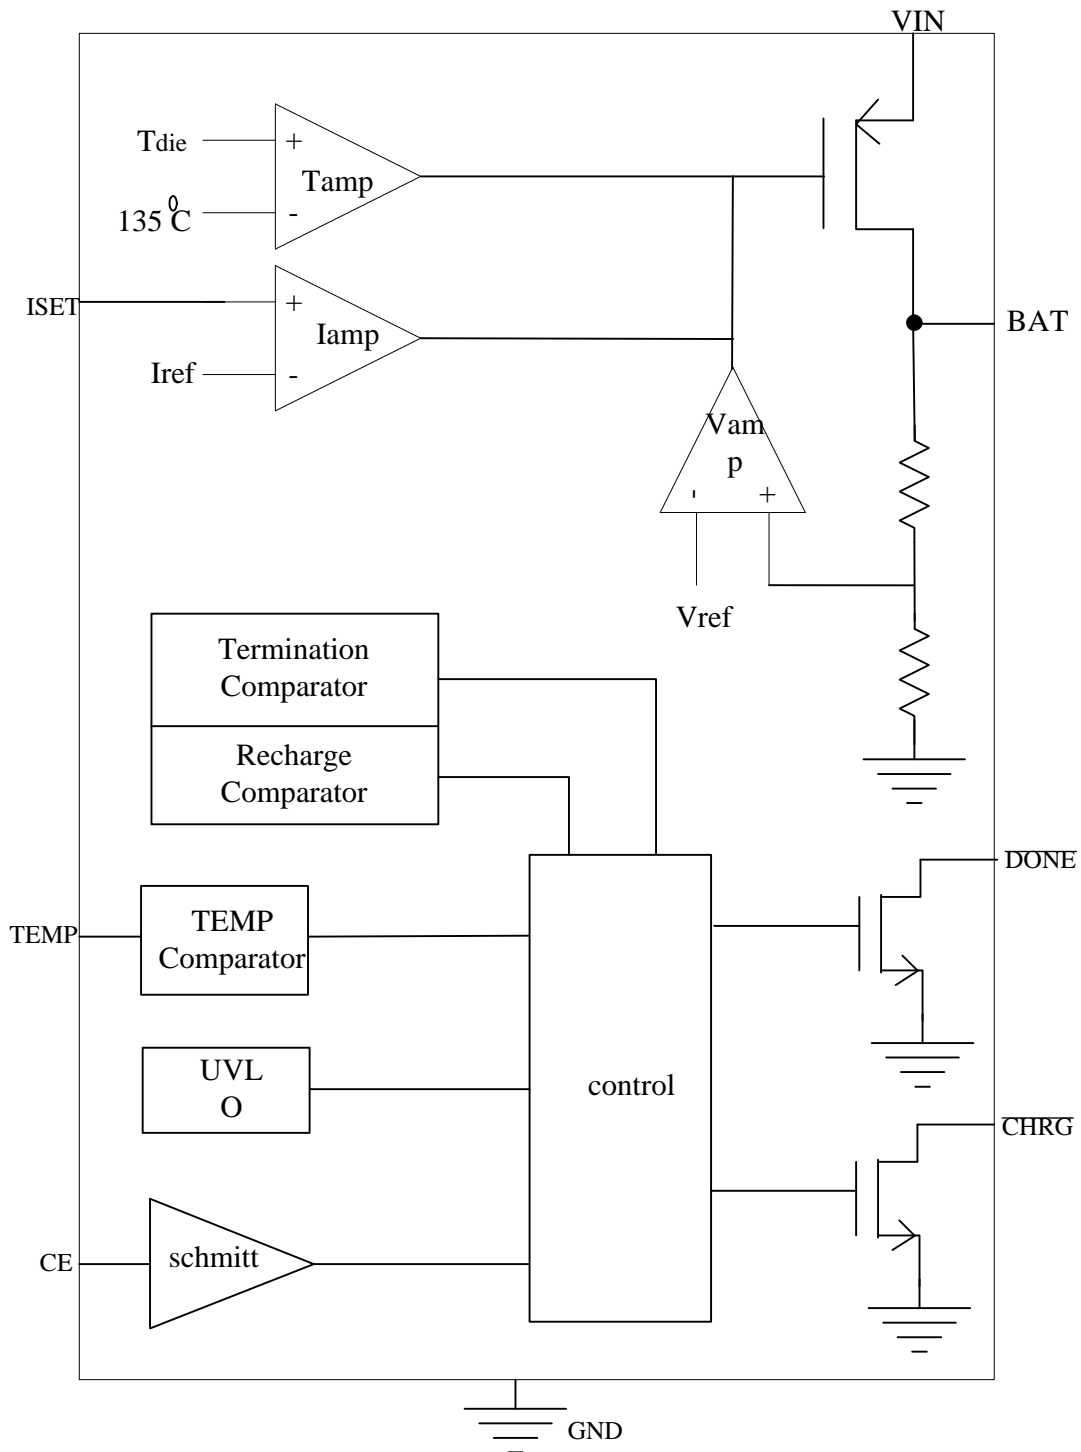 VIN
Tdie
+
Tamp
135 0C
-
ISET
+
Iamp
Iref
-
BAT
Vam
p
- +
Vref
Termination
Comparator
Recharge
Comparator
DONE
TEMP
TEMP
Comparator
UVL
O
control
CHRG
CE
schmitt
GND